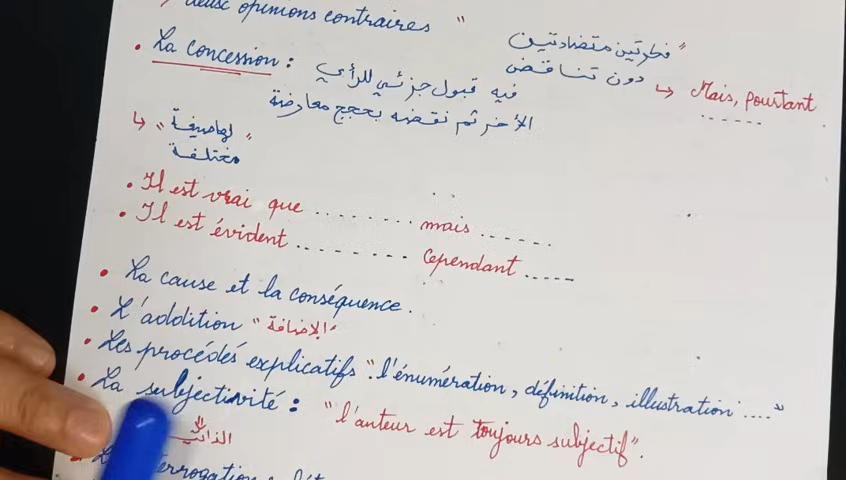 deux opinions contraires "
" فكرتين متضادتين
دون تناقض ↳ Mais, pourtant ......
• La concession : فيه قبول جزئي للرأي
الآخر ثم نقضه بحجج معارضة
↳ " لها صيغة
مختلفة "
• Il est vrai que ........ mais ......
• Il est évident ........ cependant .....
• La cause et la conséquence.
• L'addition " الإضافة "
• Les procédés explicatifs " l'énumération, définition, illustration .... "
• La subjectivité : " l'auteur est toujours subjectif ".